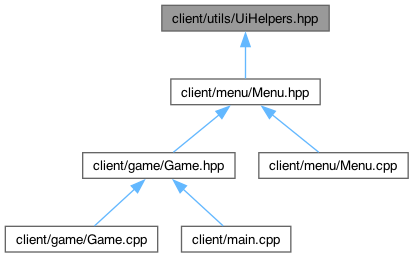 client/utils/UiHelpers.hpp
client/menu/Menu.hpp
client/game/Game.hpp
client/menu/Menu.cpp
client/game/Game.cpp
client/main.cpp